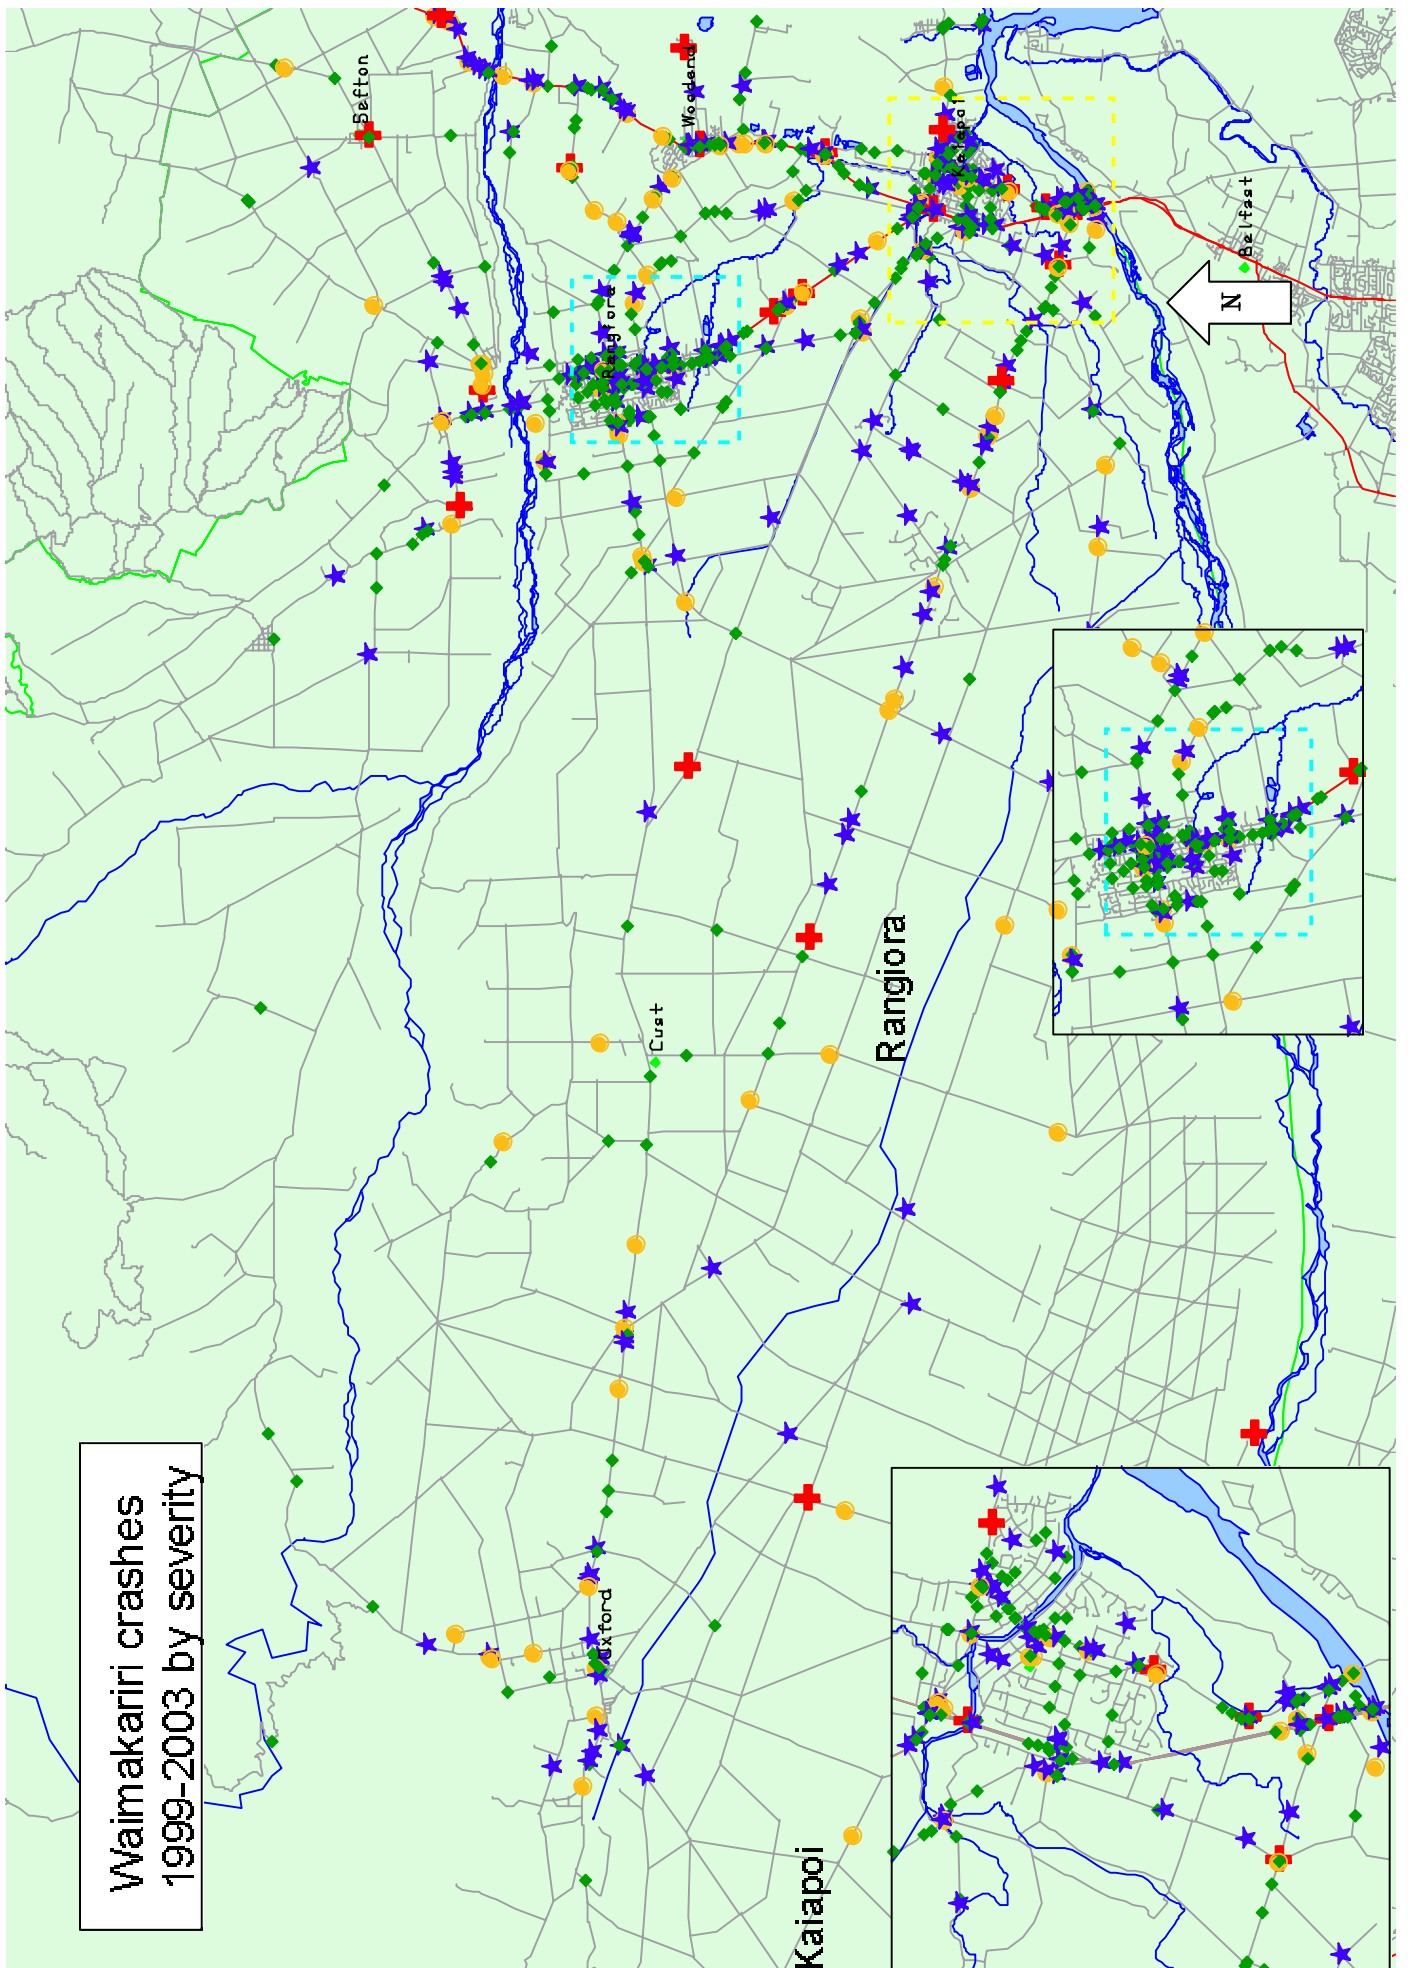 Waimakariri crashes
1999-2003 by severity
Sefton
Woodend
Kaiapoi
Rangiora
Belfast
N
Cust
Oxford
Rangiora
Kaiapoi